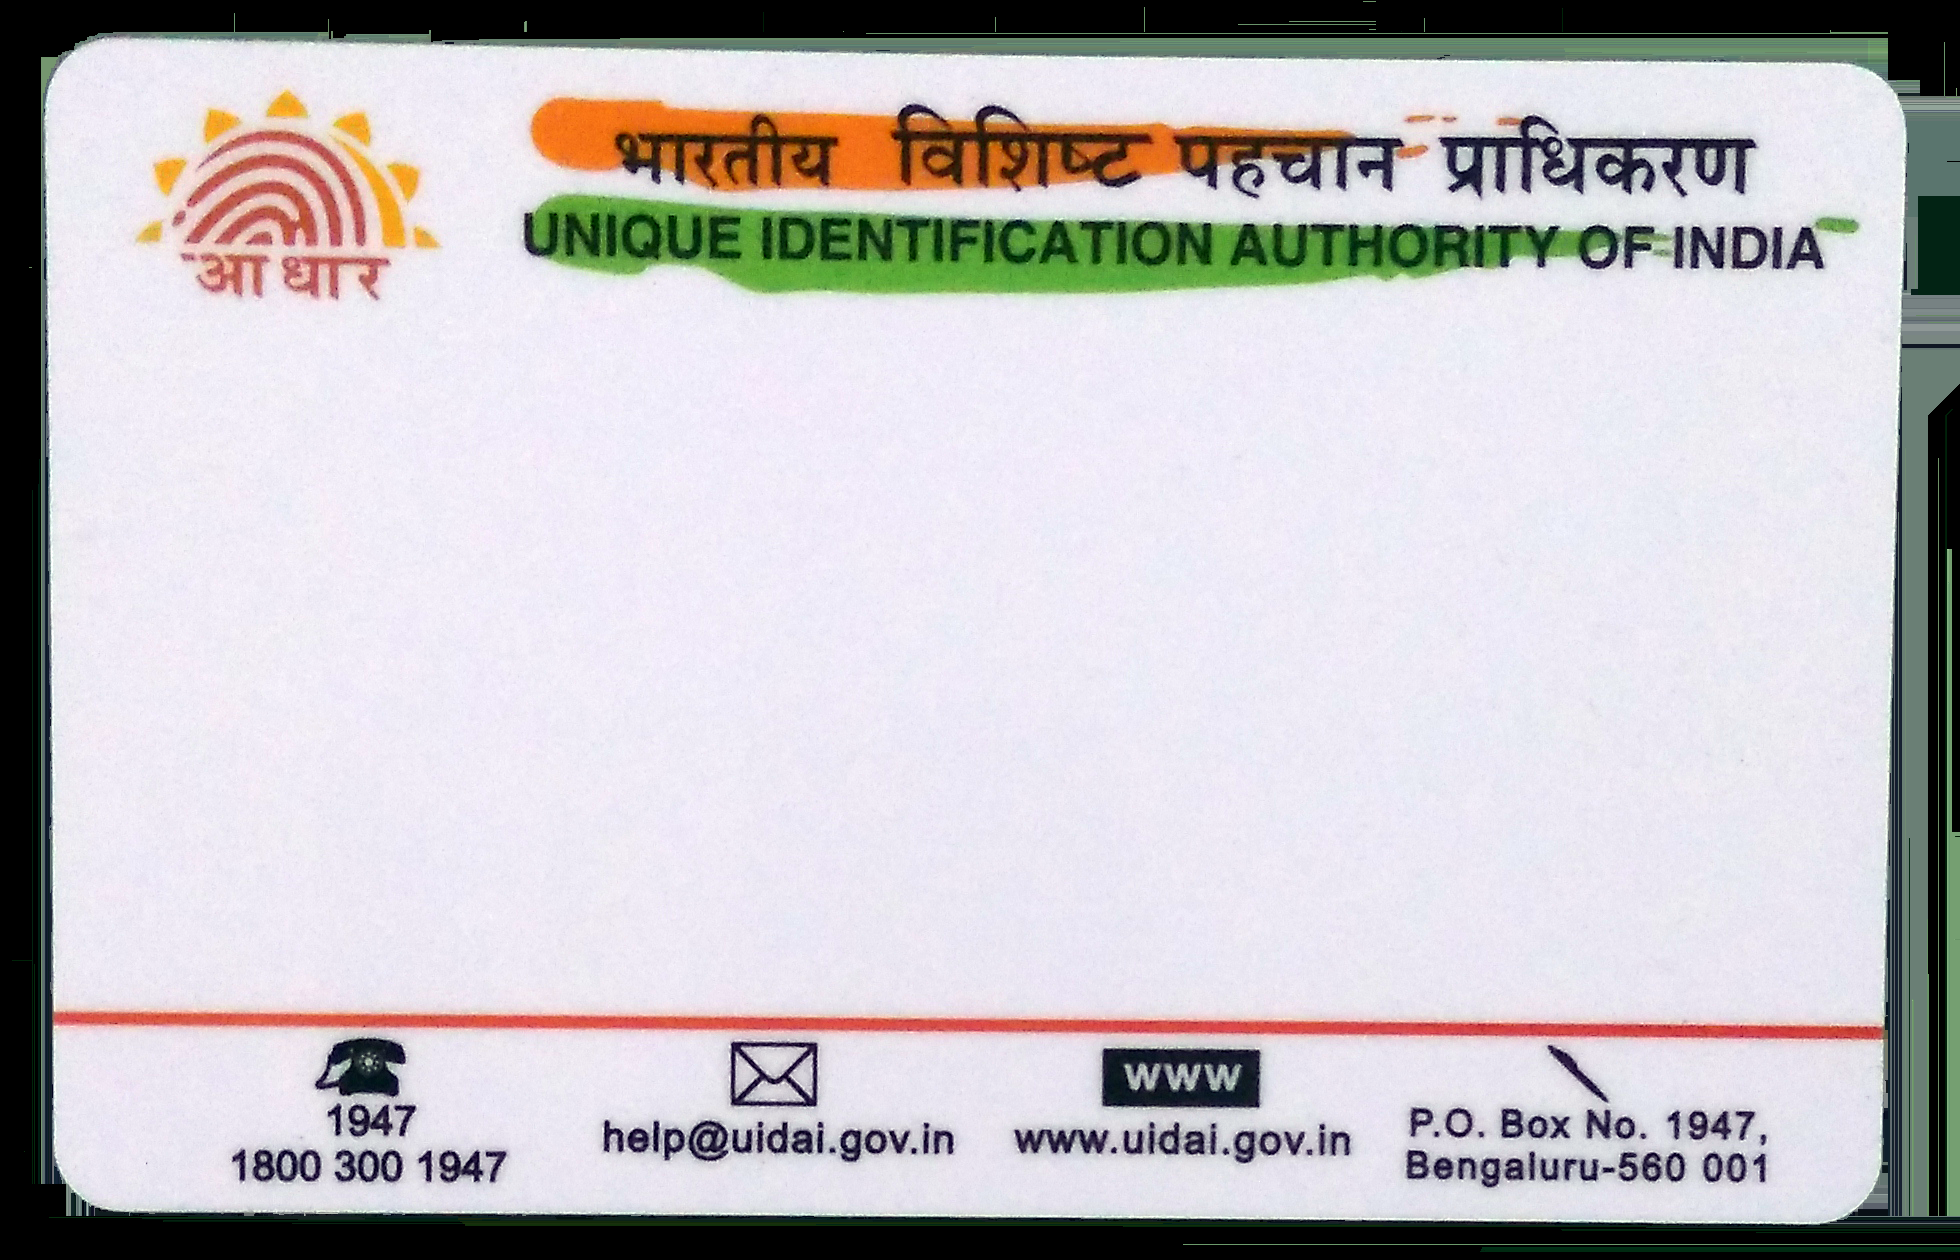 भारतीय विशिष्ट पहचान प्राधिकरण
UNIQUE IDENTIFICATION AUTHORITY OF INDIA
आधार
WWW
1947
1800 300 1947
help@uidai.gov.in
www.uidai.gov.in
P.O. Box No. 1947,
Bengaluru-560 001